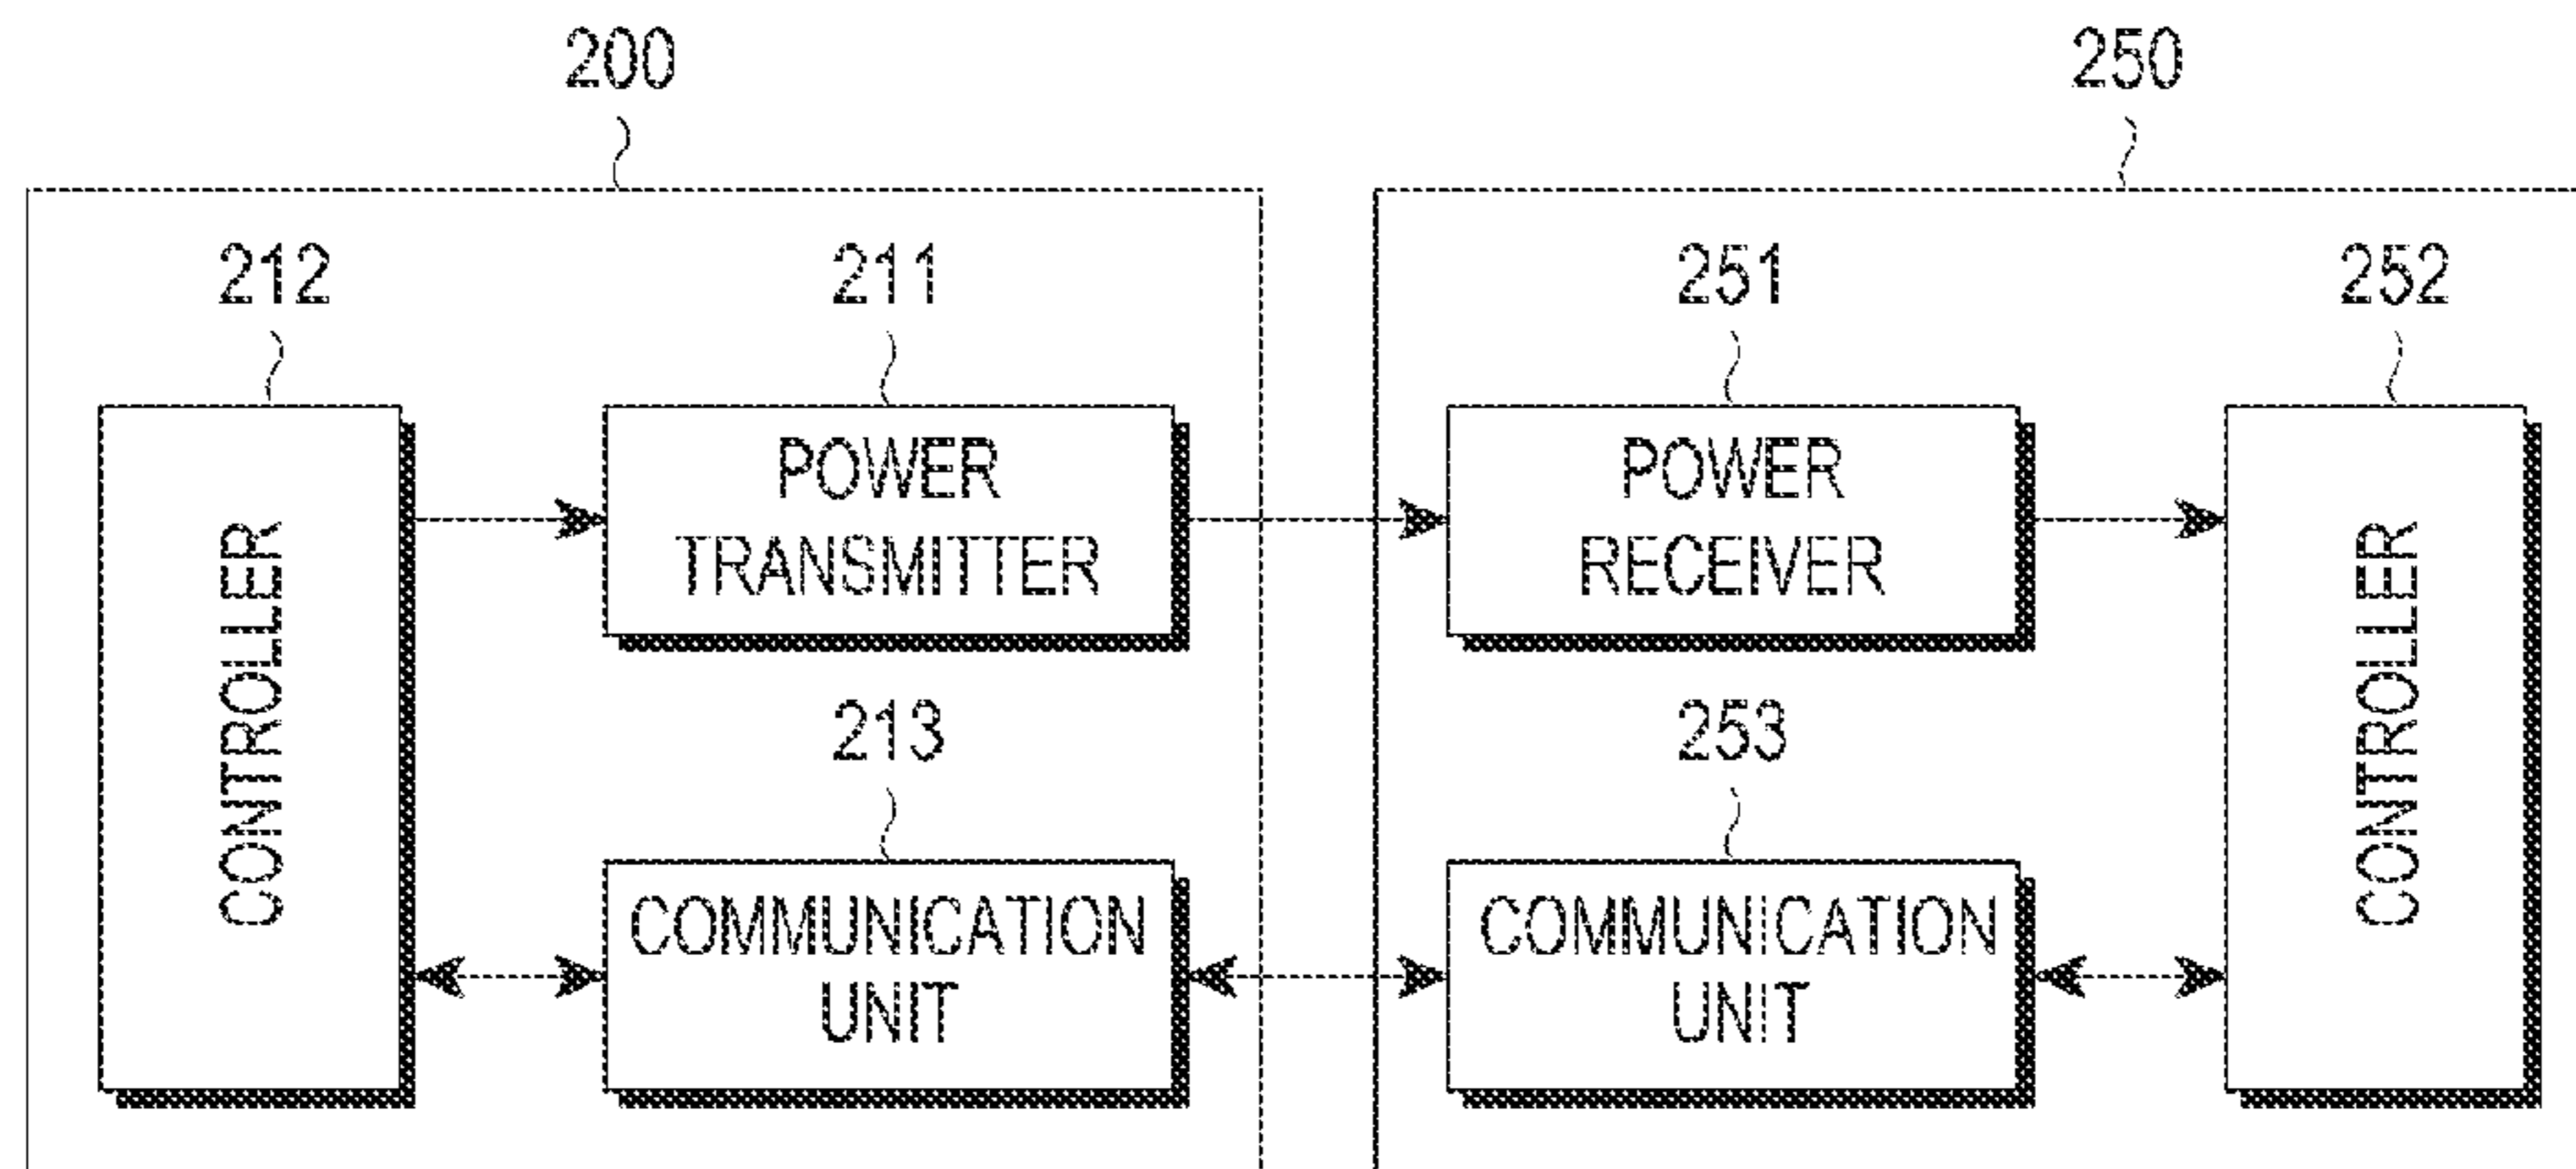 200
250
212
211
251
252
POWER
TRANSMITTER
POWER
RECEIVER
CONTROLLER
CONTROLLER
213
253
COMMUNICATION
UNIT
COMMUNICATION
UNIT